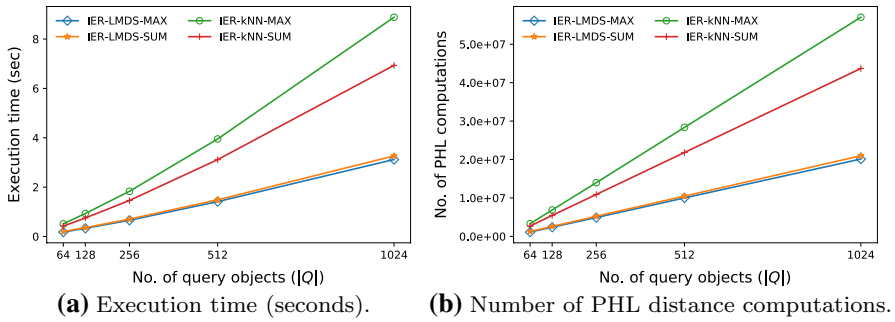 IER-LMDS-MAX
IER-LMDS-SUM
IER-kNN-MAX
IER-kNN-SUM
Execution time (sec)
8
6
4
2
0
64 128 256 512 1024
No. of query objects (|Q|)
(a) Execution time (seconds).
IER-LMDS-MAX
IER-LMDS-SUM
IER-kNN-MAX
IER-kNN-SUM
No. of PHL computations
5.0e+07
4.0e+07
3.0e+07
2.0e+07
1.0e+07
0.0e+00
64 128 256 512 1024
No. of query objects (|Q|)
(b) Number of PHL distance computations.